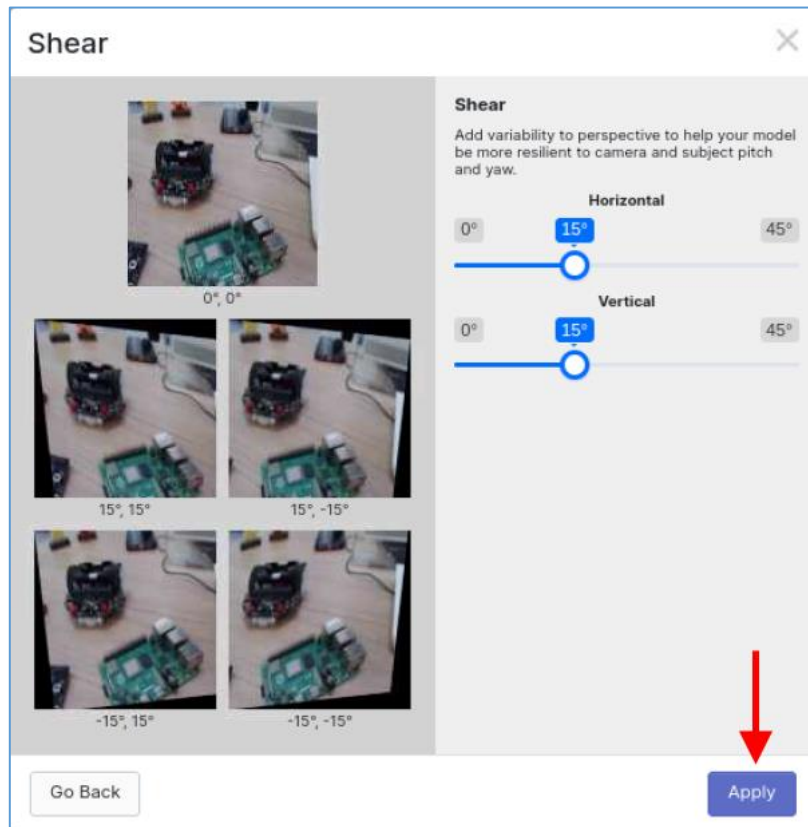 Shear
0°, 0°
15°, 15°
15°, -15°
-15°, 15°
-15°, -15°
Shear
Add variability to perspective to help your model
be more resilient to camera and subject pitch
and yaw.
Horizontal
0°
15°
45°
Vertical
0°
15°
45°
Go Back
Apply